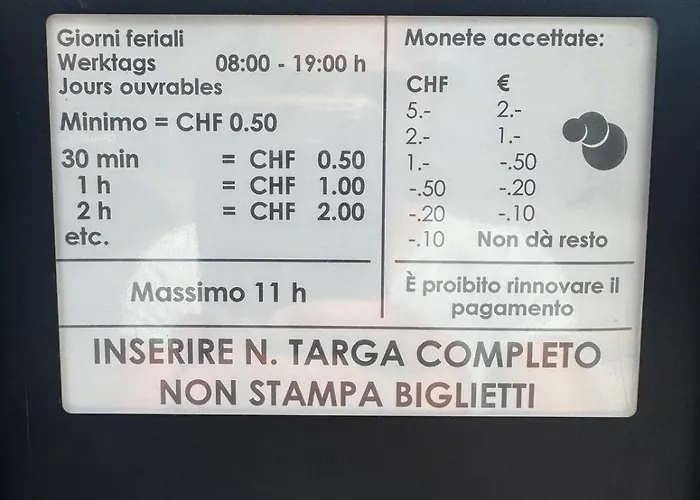 Giorni feriali
Werktags 08:00 - 19:00 h
Jours ouvrables
Minimo = CHF 0.50
30 min = CHF 0.50
1 h = CHF 1.00
2 h = CHF 2.00
etc.
Massimo 11 h
Monete accettate:
CHF €
5.- 2.-
2.- 1.-
1.- -.50
-.50 -.20
-.20 -.10
-.10 Non dà resto
È proibito rinnovare il
pagamento
INSERIRE N. TARGA COMPLETO
NON STAMPA BIGLIETTI